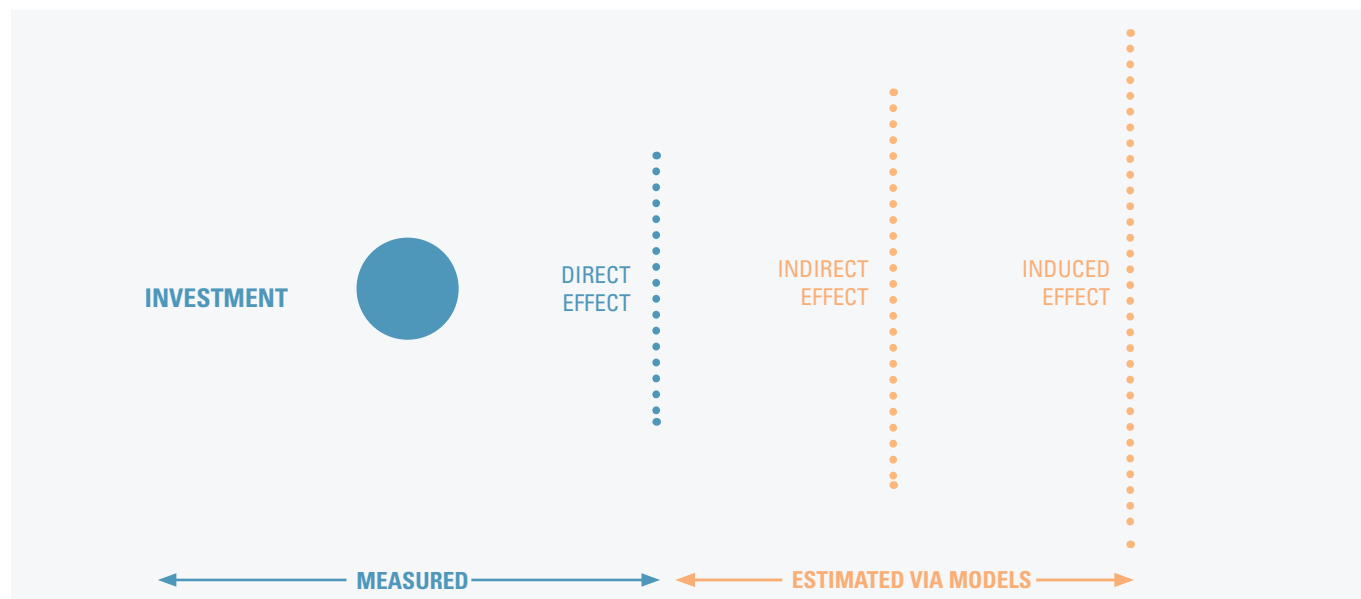 INVESTMENT
DIRECT
EFFECT
INDIRECT
EFFECT
INDUCED
EFFECT
MEASURED
ESTIMATED VIA MODELS